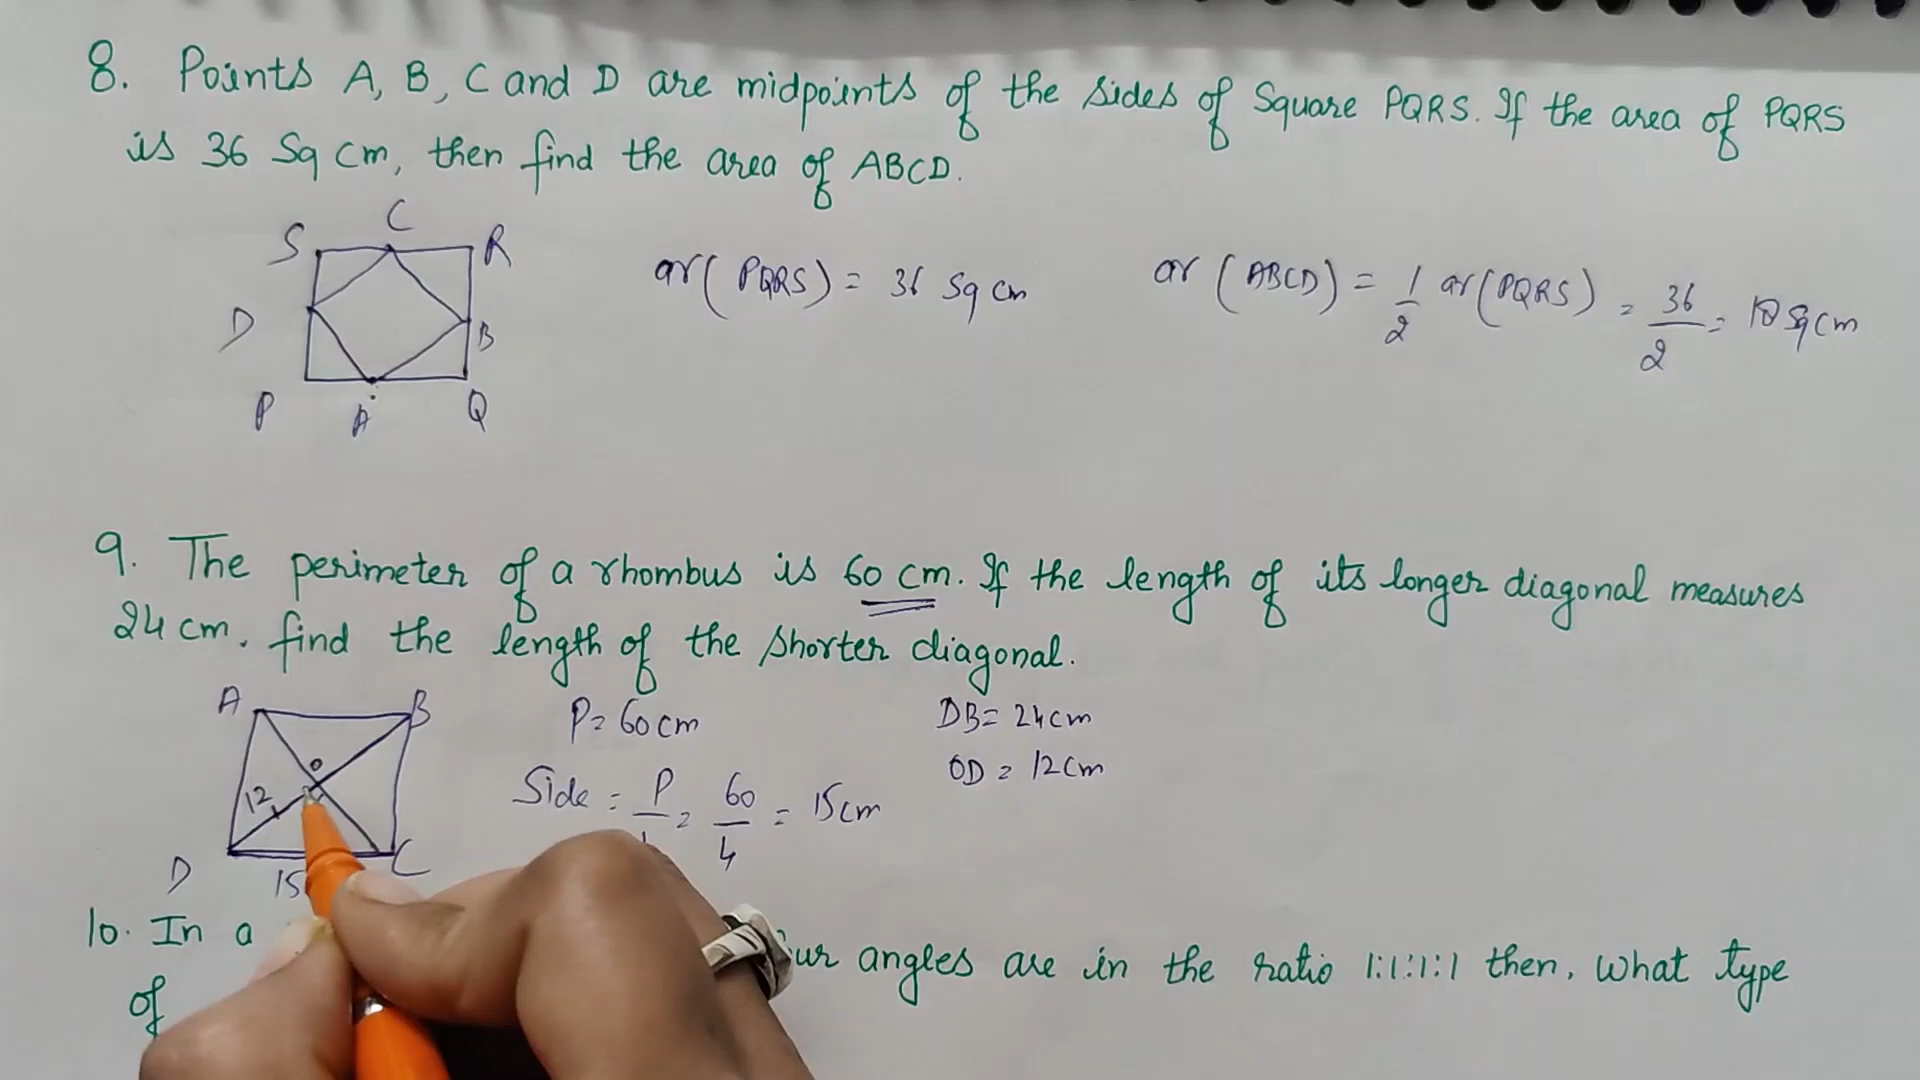 8. Points A, B, C and D are midpoints of the sides of Square PQRS. If the area of PQRS
is 36 Sq cm, then find the area of ABCD.
S C R
D B
P A Q
ar ( PQRS) = 36 Sq cm
ar ( ABCD) = 1/2 ar (PQRS) = 36/2 = 18 Sq cm
9. The perimeter of a rhombus is 60 cm. If the length of its longer diagonal measures
24 cm. find the length of the shorter diagonal.
A B
O
12
D C
15
P = 60 cm
Side = P = 60/4 = 15 cm
DB = 24 cm
OD = 12 cm
10. In a
angles are in the ratio 1:1:1:1 then, what type
of